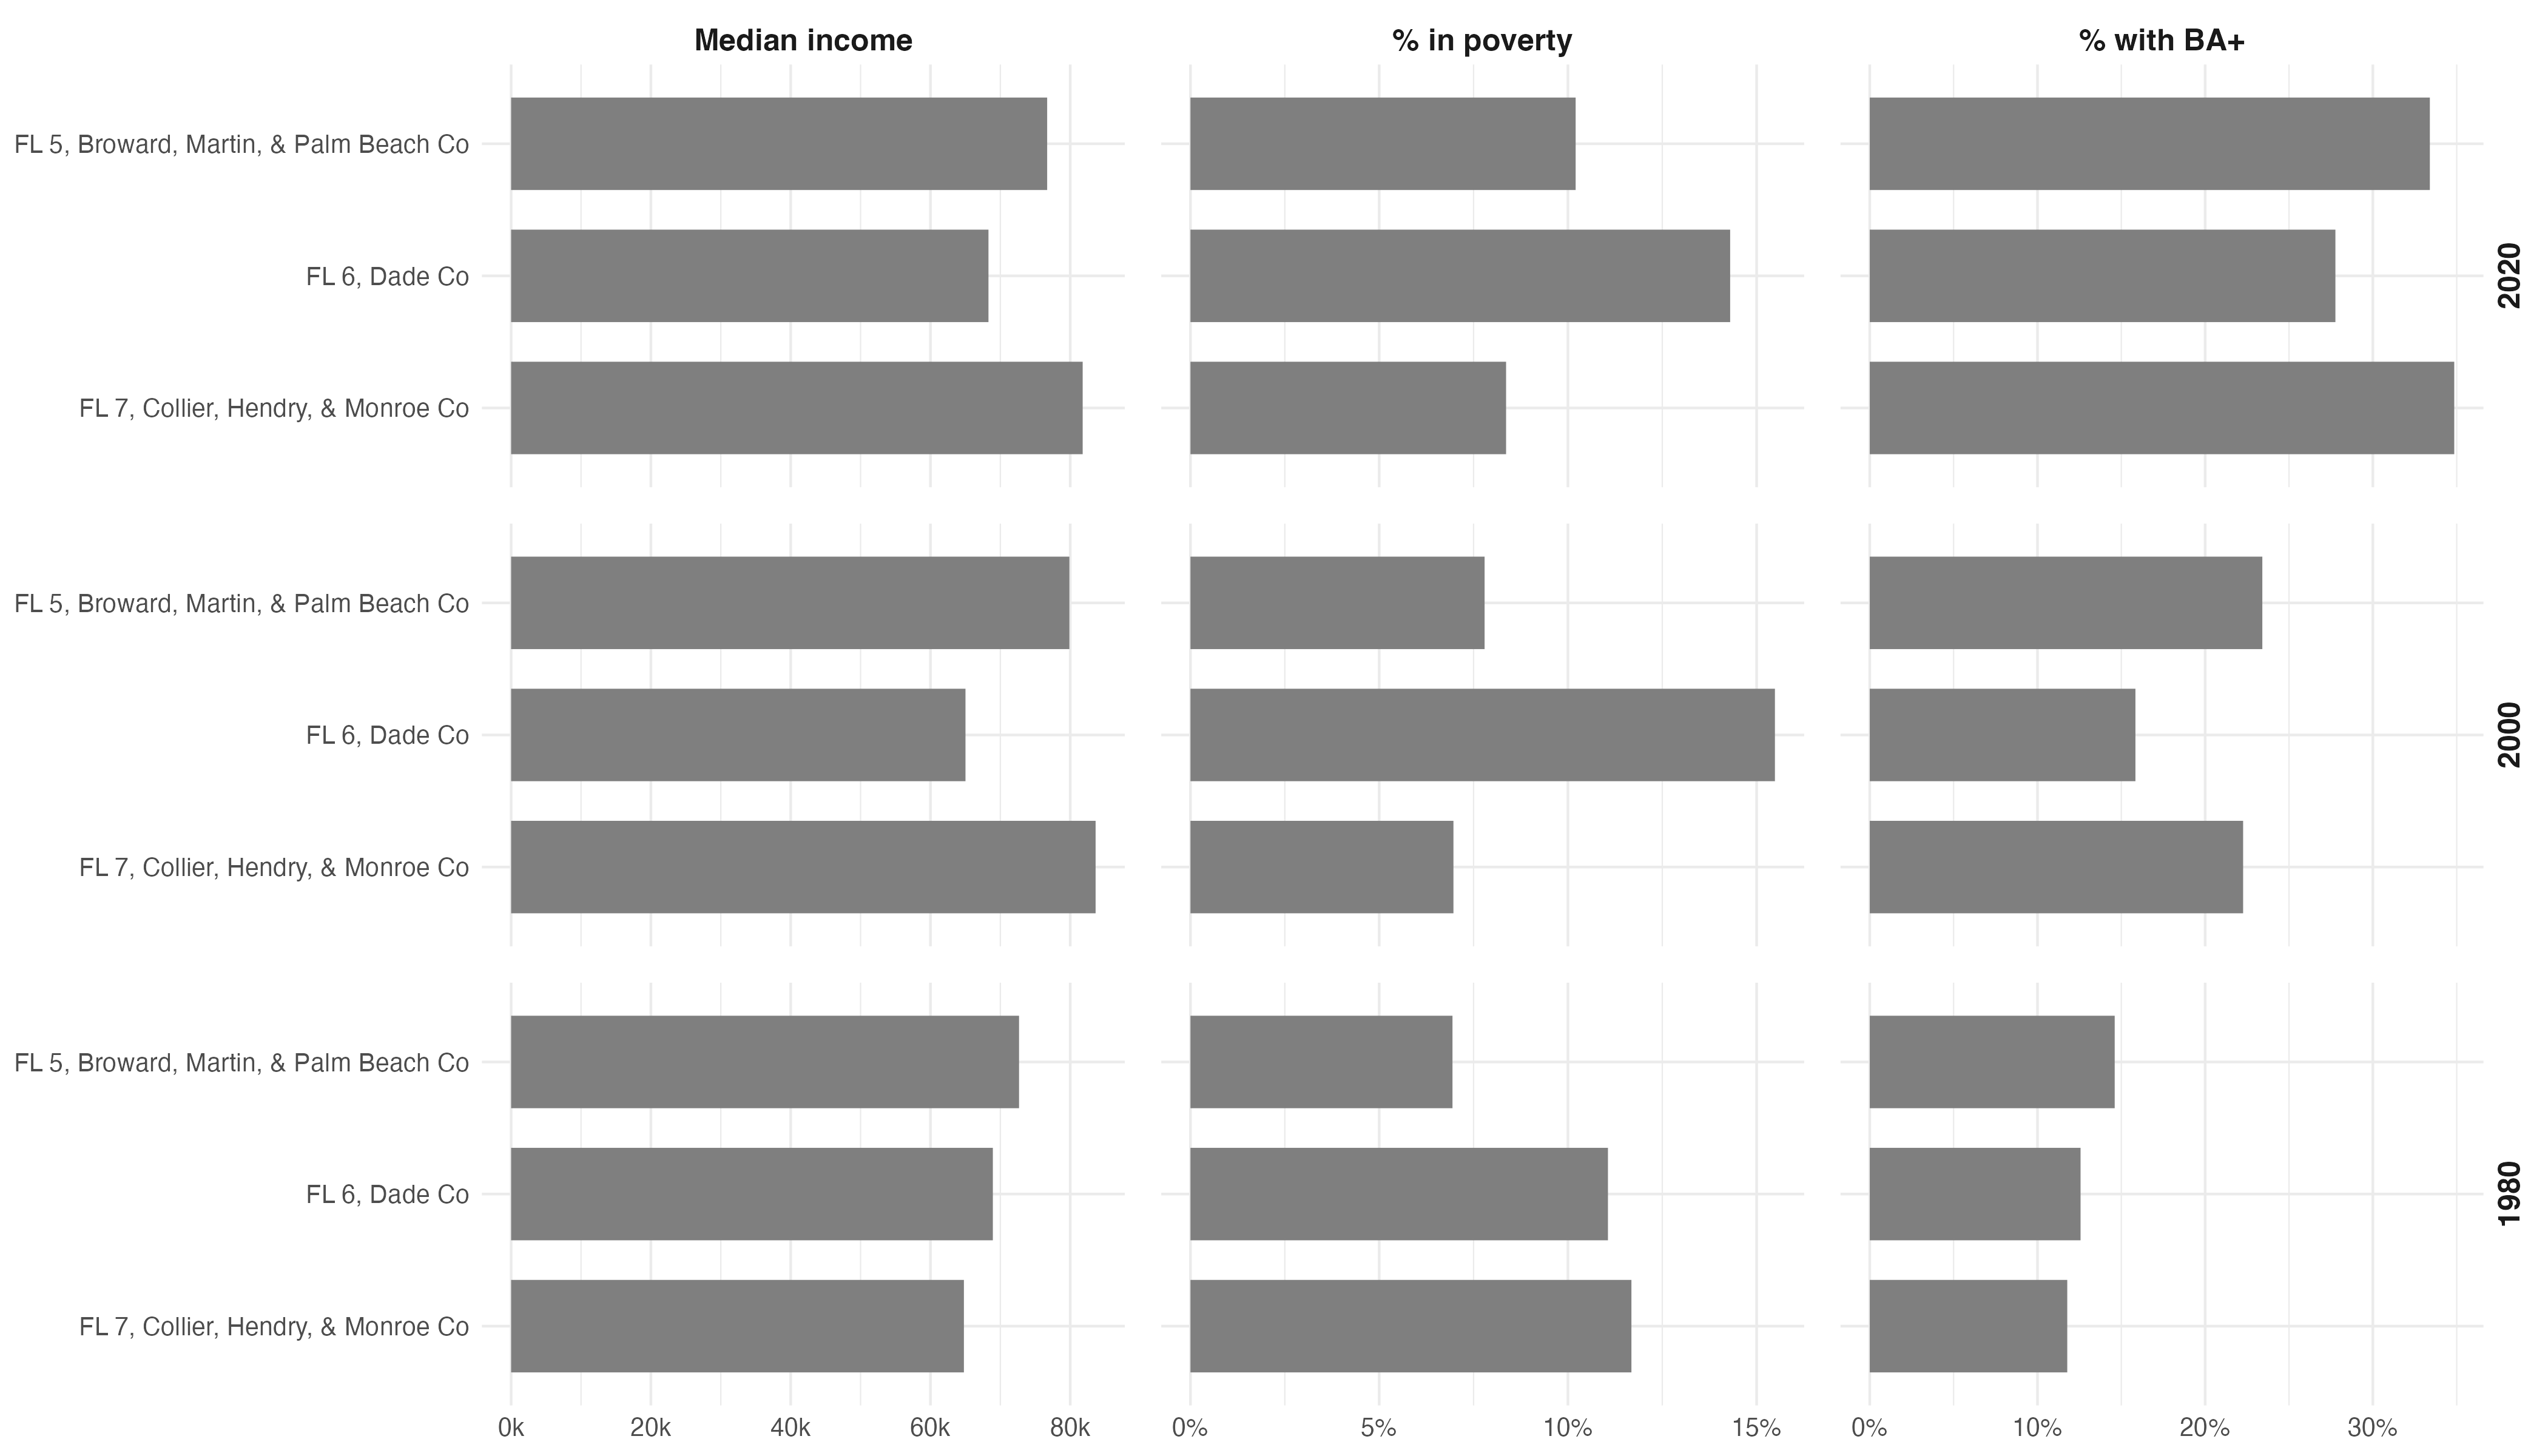 Median income
% in poverty
% with BA+
FL 5, Broward, Martin, & Palm Beach Co
FL 6, Dade Co
FL 7, Collier, Hendry, & Monroe Co
2020
FL 5, Broward, Martin, & Palm Beach Co
FL 6, Dade Co
FL 7, Collier, Hendry, & Monroe Co
2000
FL 5, Broward, Martin, & Palm Beach Co
FL 6, Dade Co
FL 7, Collier, Hendry, & Monroe Co
1980
0k 20k 40k 60k 80k
0% 5% 10% 15%
0% 10% 20% 30%